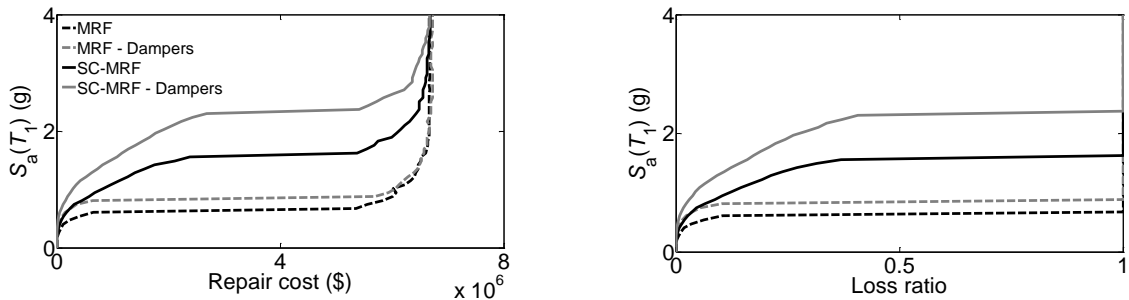 4
MRF
MRF - Dampers
SC-MRF
SC-MRF - Dampers
2
0
Sa(T1) (g)
0
4
8
Repair cost ($)
x 10^6
4
2
0
Sa(T1) (g)
0
0.5
1
Loss ratio